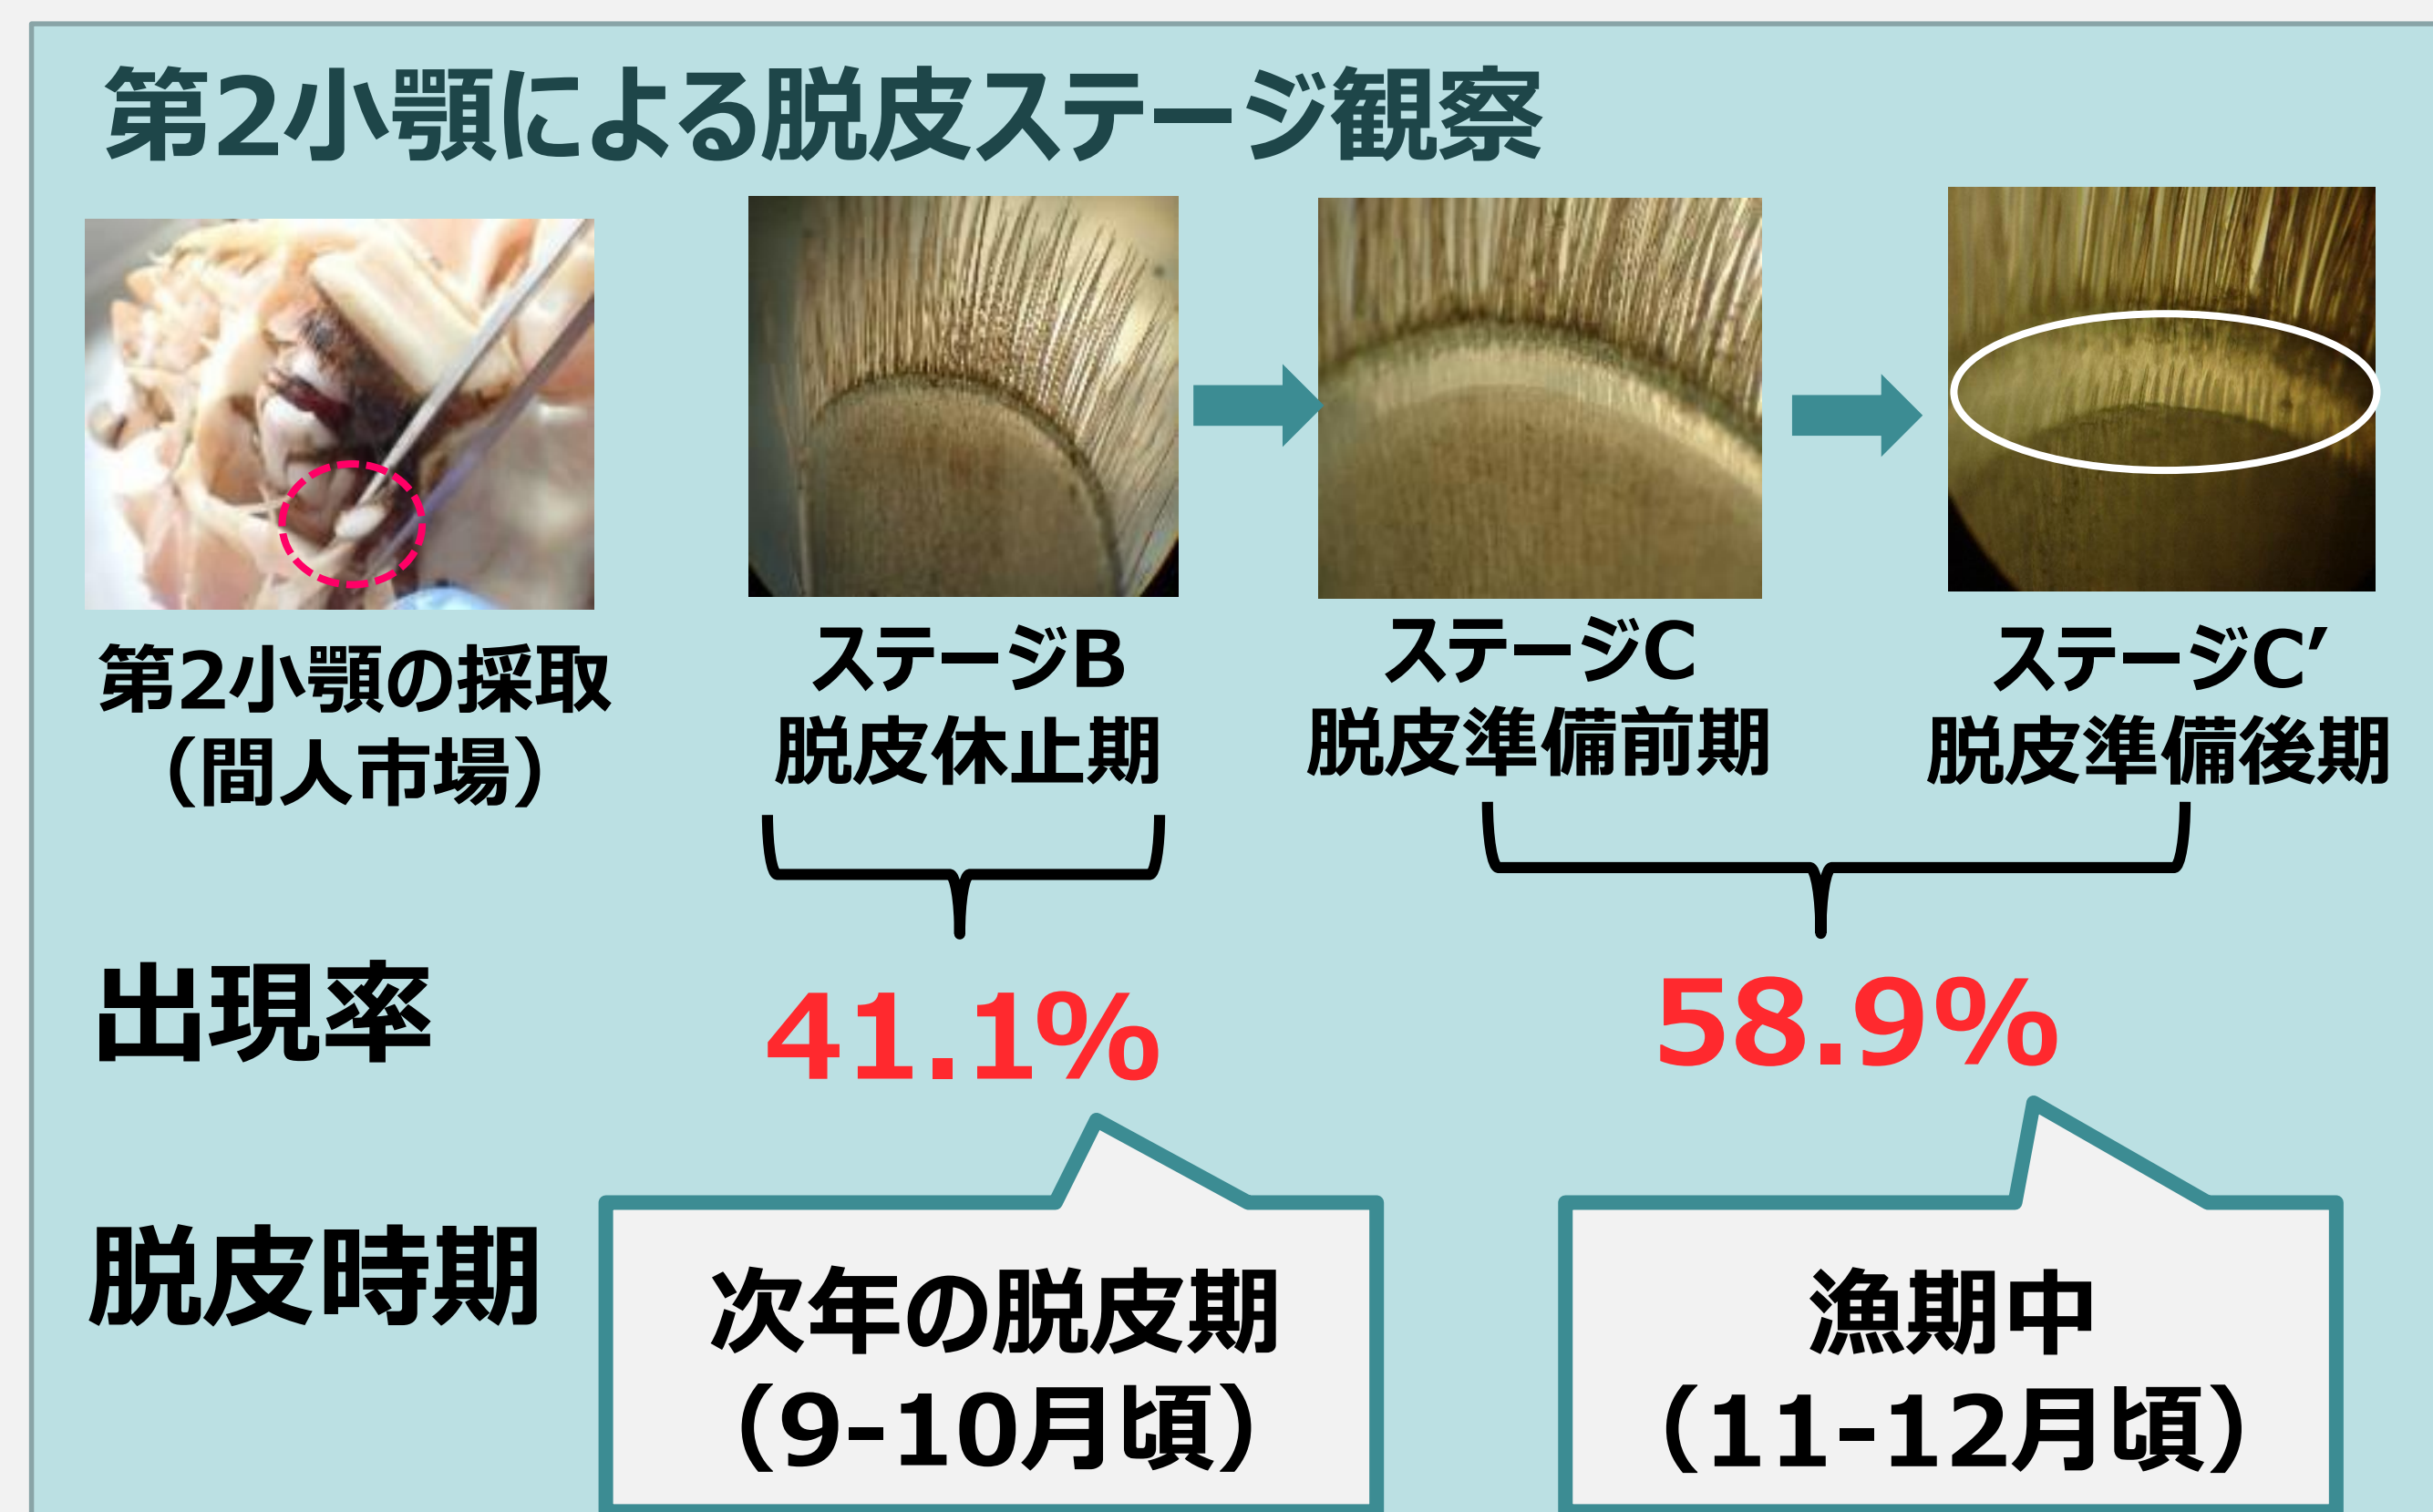 第2小顎による脱皮ステージ観察
第2小顎の採取
（間人市場）
ステージB
脱皮休止期
ステージC
脱皮準備前期
ステージC’
脱皮準備後期
出現率
41.1%
58.9%
脱皮時期
次年の脱皮期
（9-10月頃）
漁期中
（11-12月頃）